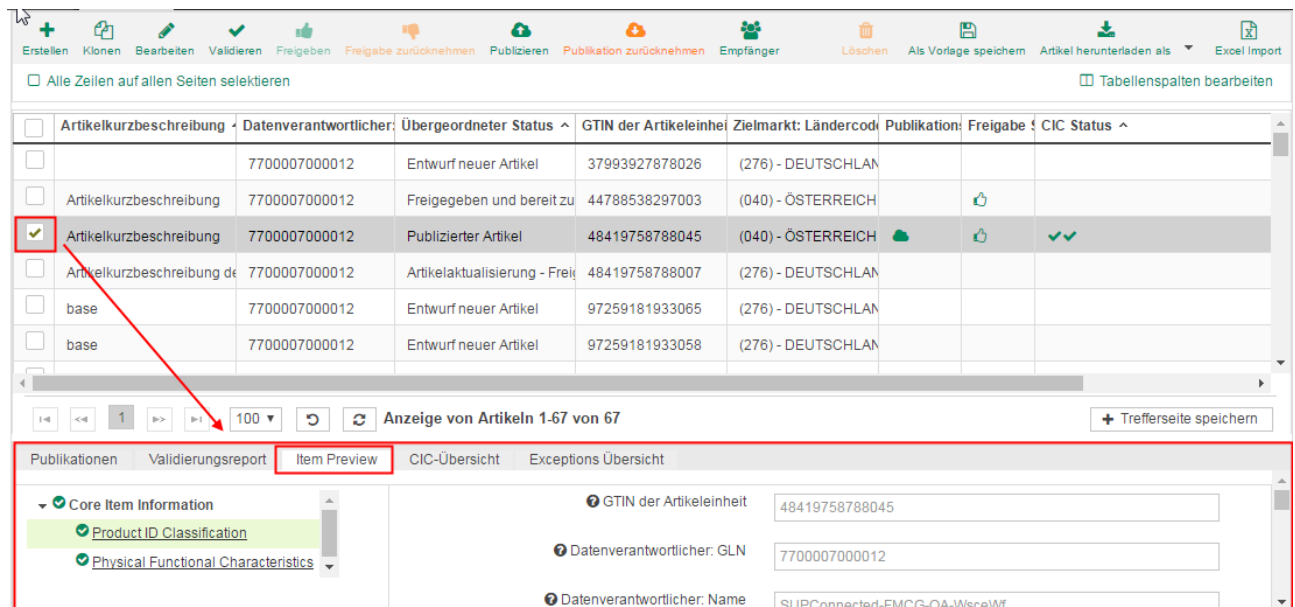 Erstellen Klonen Bearbeiten Validieren Freigeben Freigabe zurücknehmen Publizieren Publikation zurücknehmen Empfänger Löschen Als Vorlage speichern Artikel herunterladen als Excel Import
Alle Zeilen auf allen Seiten selektieren Tabellenspalten bearbeiten
Artikelkurzbeschreibung Datenverantwortlicher: Übergeordneter Status GTIN der Artikeleinhei Zielmarkt: Ländercode Publikation Freigabe S CIC Status
7700007000012 Entwurf neuer Artikel 37993927878026 (276) - DEUTSCHLAN
Artikelkurzbeschreibung 7700007000012 Freigegeben und bereit zu 44788538297003 (040) - ÖSTERREICH
Artikelkurzbeschreibung 7700007000012 Publizierter Artikel 48419758788045 (040) - ÖSTERREICH
Artikelkurzbeschreibung de 7700007000012 Artikelaktualisierung - Freig 48419758788007 (276) - DEUTSCHLAN
base 7700007000012 Entwurf neuer Artikel 97259181933065 (276) - DEUTSCHLAN
base 7700007000012 Entwurf neuer Artikel 97259181933058 (276) - DEUTSCHLAN
1 100 Anzeige von Artikeln 1-67 von 67 Trefferseite speichern
Publikationen Validierungsreport Item Preview CIC-Übersicht Exceptions Übersicht
Core Item Information
Product ID Classification
Physical Functional Characteristics
GTIN der Artikeleinheit 48419758788045
Datenverantwortlicher: GLN 7700007000012
Datenverantwortlicher: Name SUPConnected-FMCG-QA-WsceWf